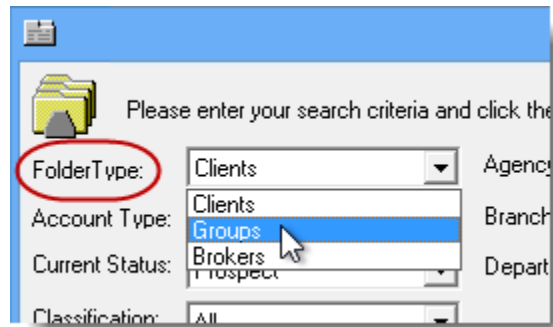 Please enter your search criteria and click the
FolderType: Clients Agency
Account Type: Clients Branch
Groups
Current Status: Brokers Depart
Prospect
Classification: All